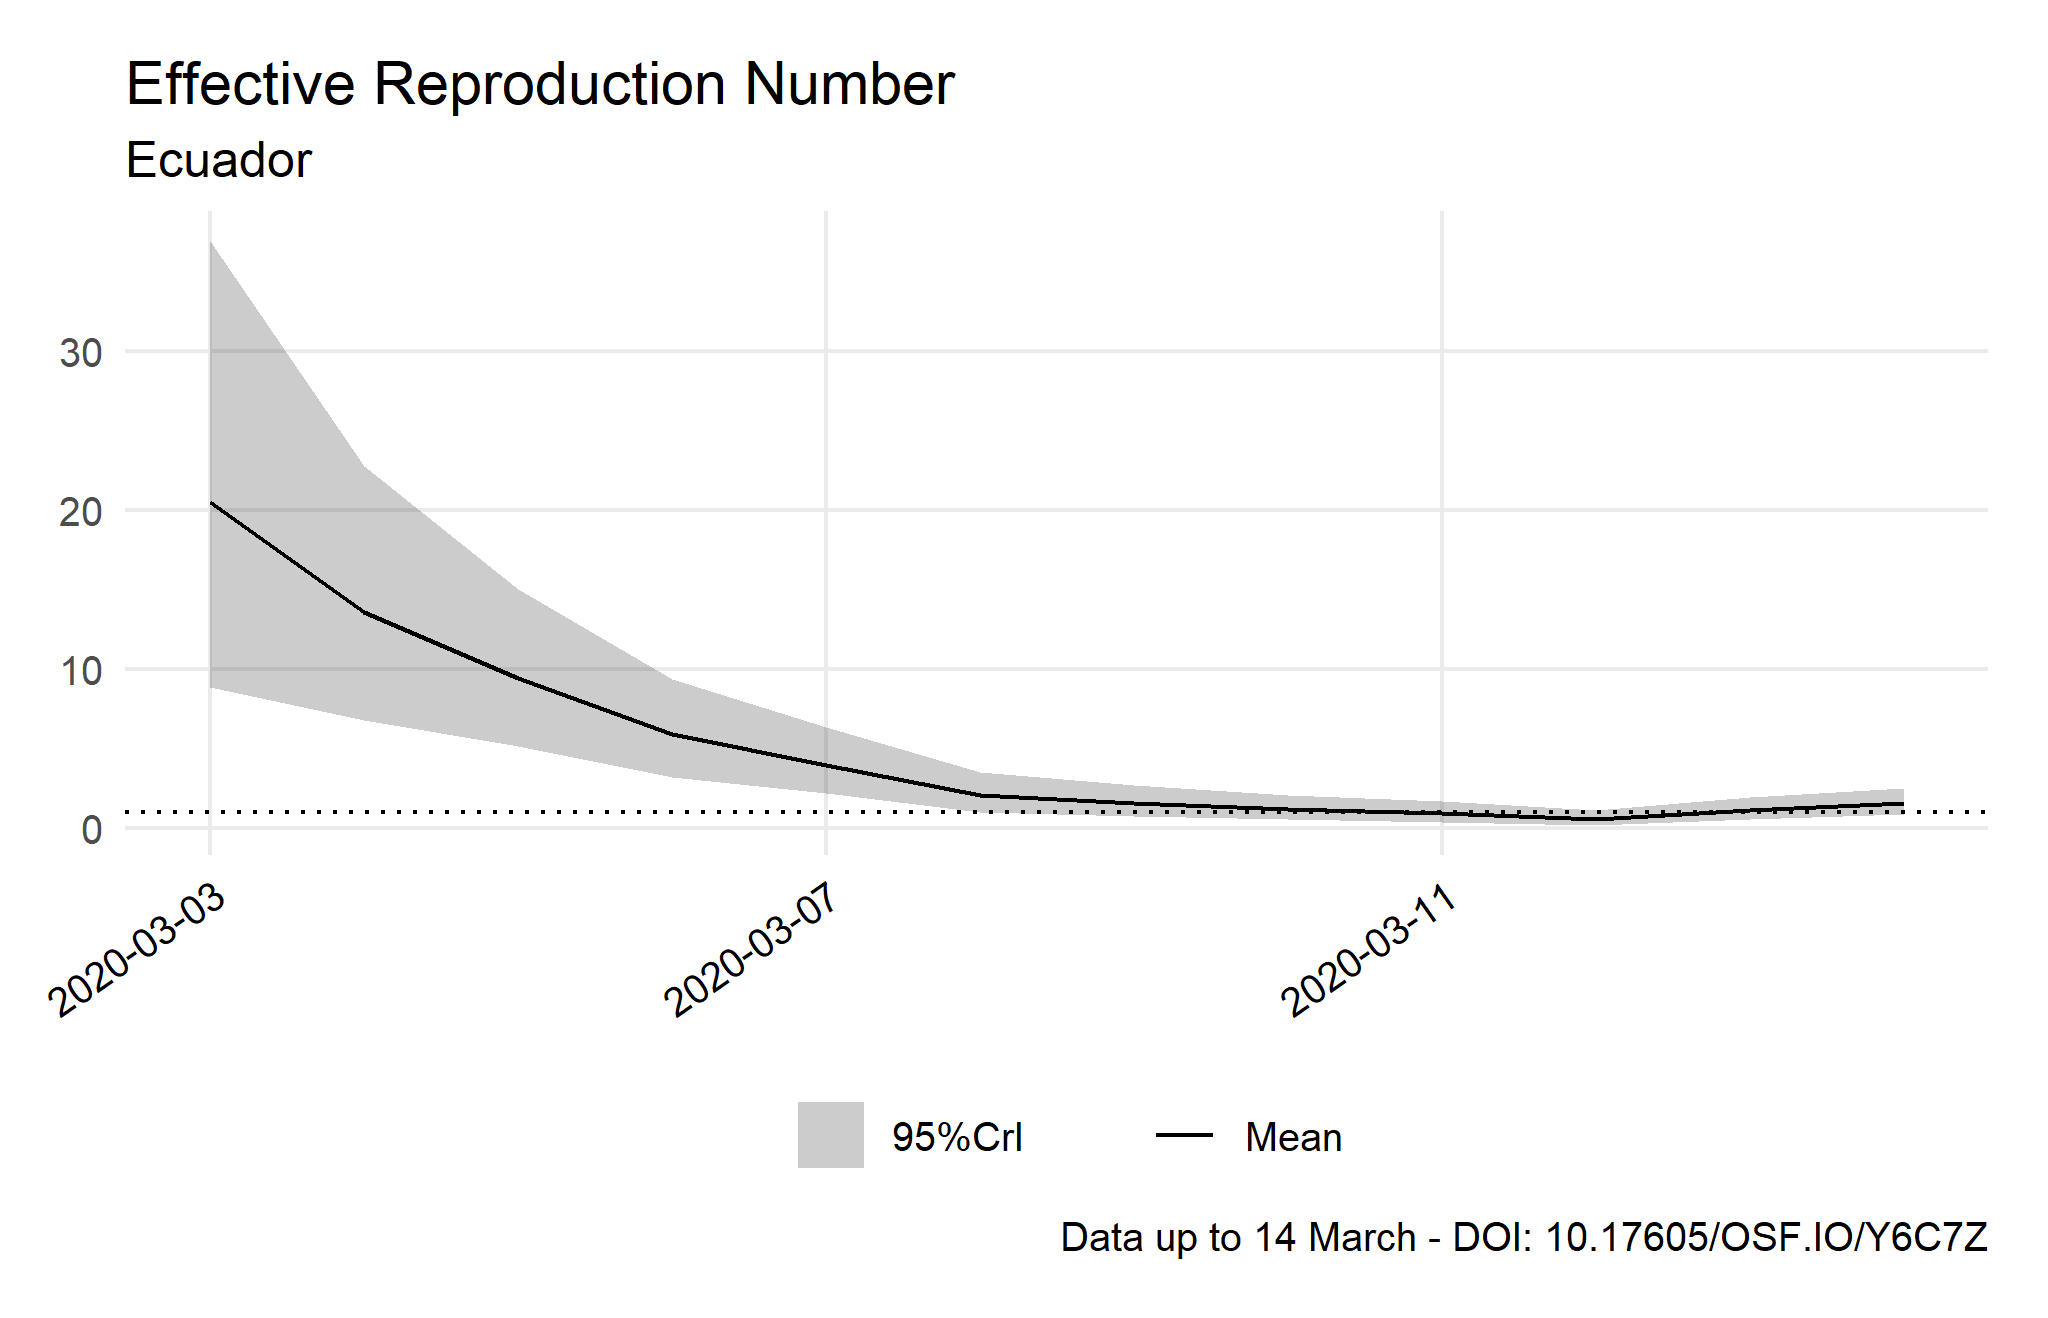 Effective Reproduction Number
Ecuador
30
20
10
0
2020-03-03
2020-03-07
2020-03-11
95%CrI
Mean
Data up to 14 March - DOI: 10.17605/OSF.IO/Y6C7Z